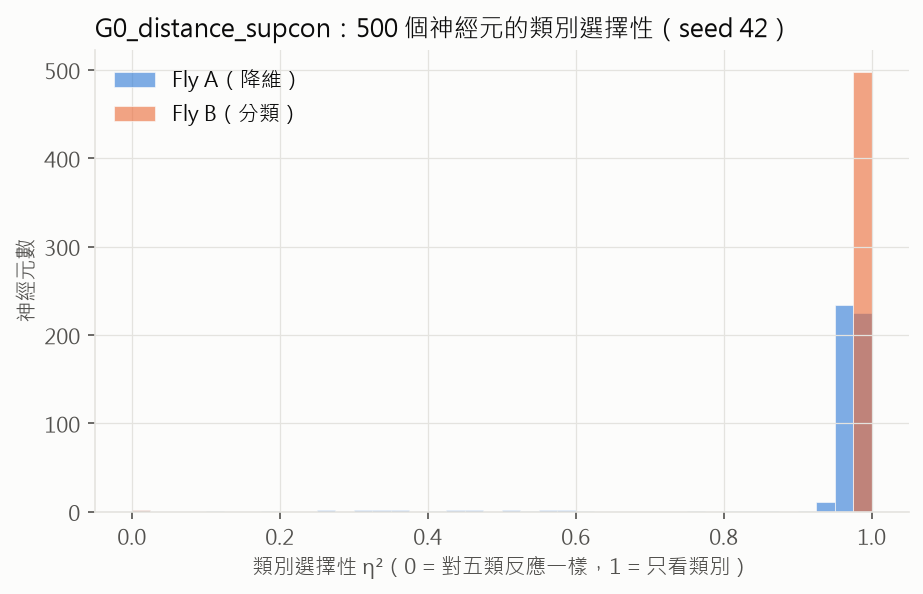 G0_distance_supcon：500 個神經元的類別選擇性（seed 42）
Fly A（降維）
Fly B（分類）
500
400
300
200
100
0
神經元數
0.0 0.2 0.4 0.6 0.8 1.0
類別選擇性 η²（0 = 對五類反應一樣，1 = 只看類別）